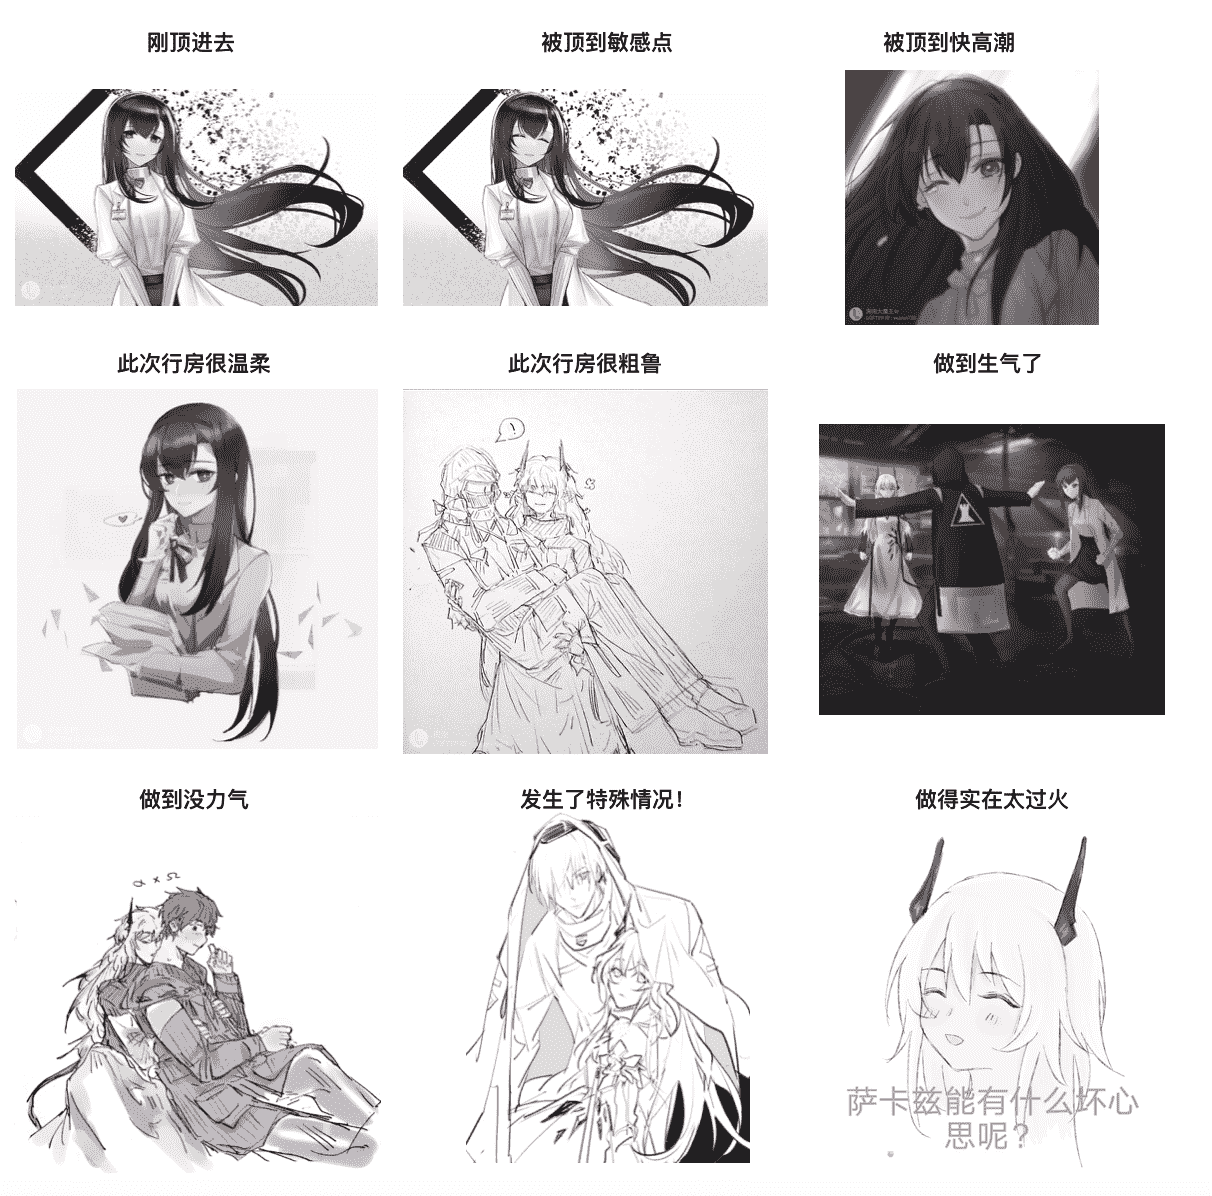 刚顶进去
被顶到敏感点
被顶到快高潮
此次行房很温柔
此次行房很粗鲁
做到生气了
!
做到没力气
发生了特殊情况!
做得实在太过火
α x Ω
萨卡兹能有什么坏心
思呢?